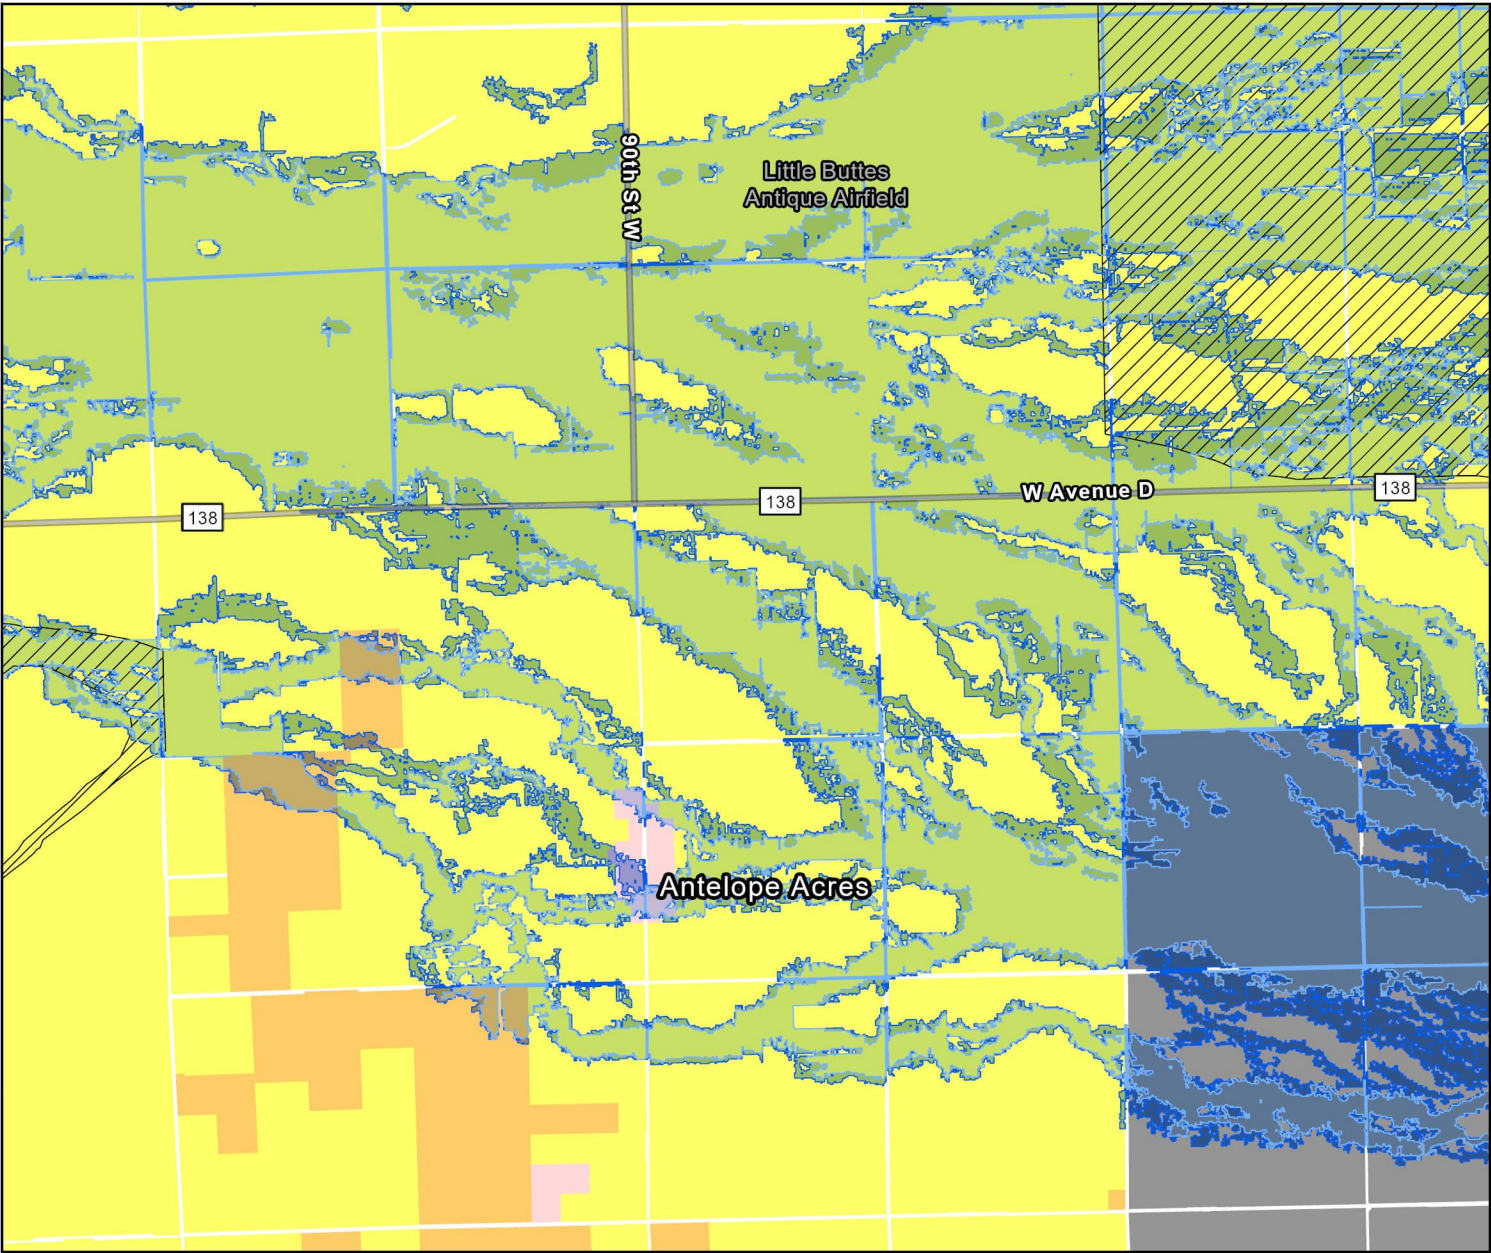 90th St W
Little Buttes
Antique Airfield
W Avenue D
138
138
138
Antelope Acres